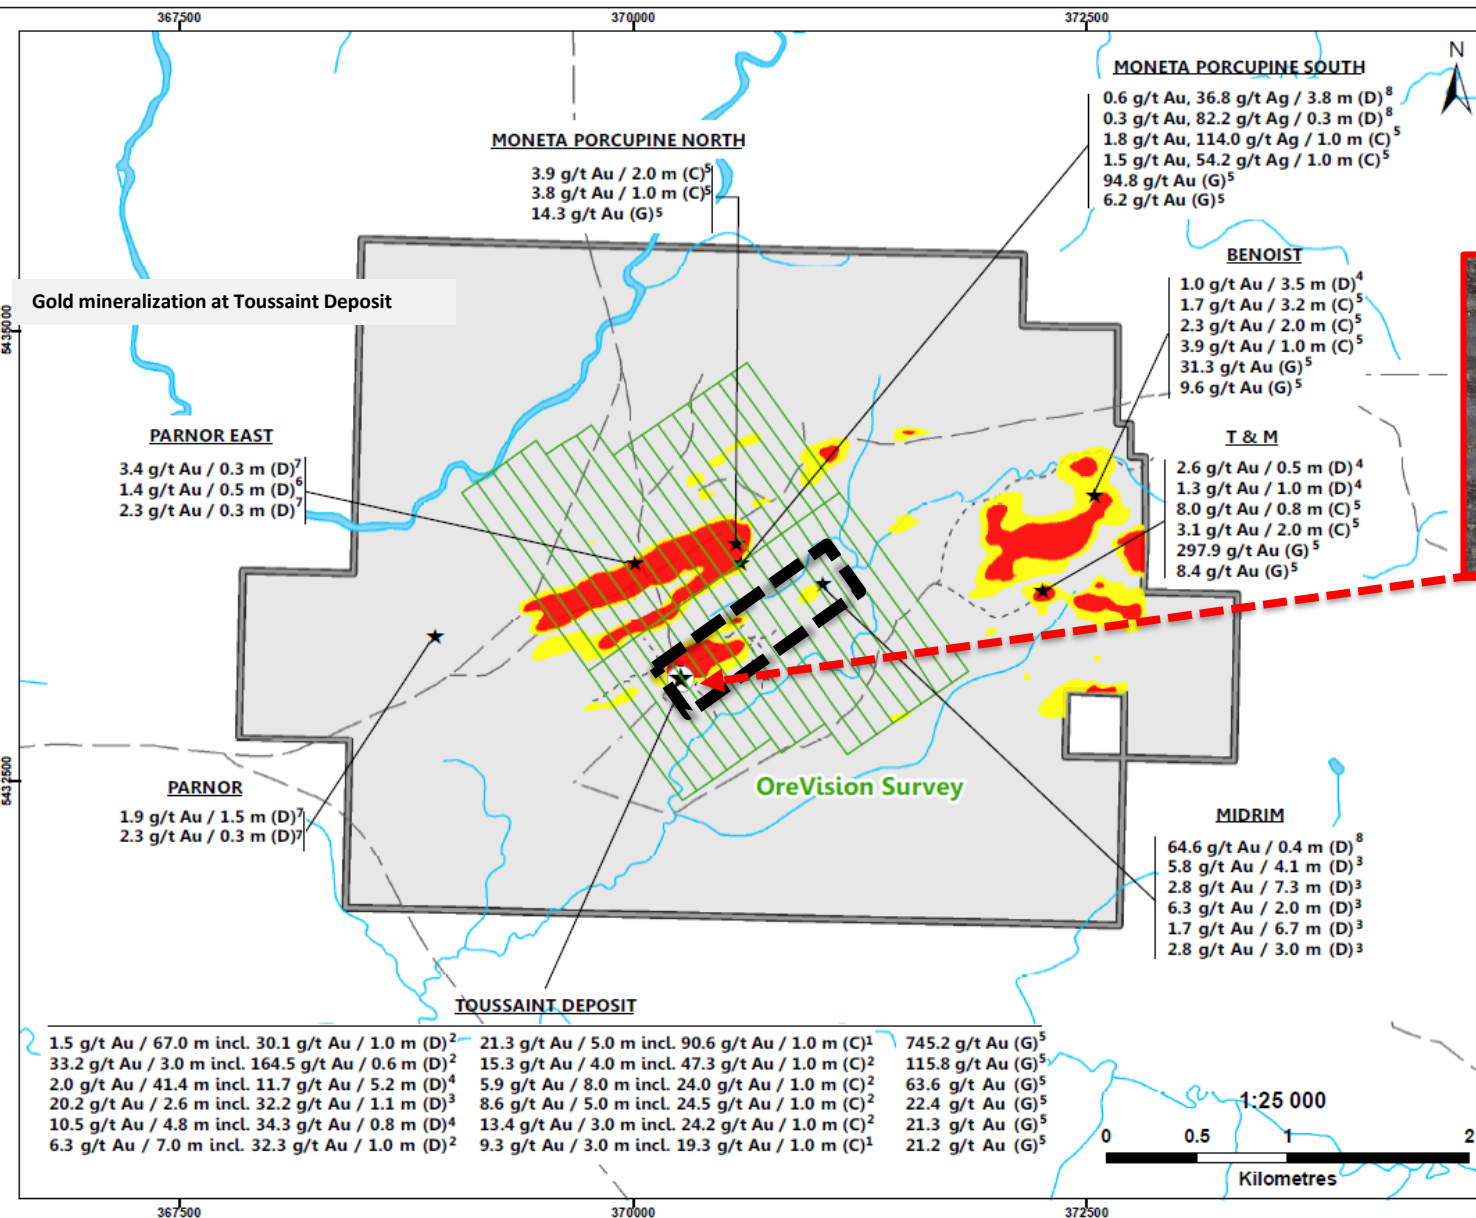 367500
370000
372500
N
MONETA PORCUPINE SOUTH
0.6 g/t Au, 36.8 g/t Ag / 3.8 m (D)⁸
0.3 g/t Au, 82.2 g/t Ag / 0.3 m (D)⁸
1.8 g/t Au, 114.0 g/t Ag / 1.0 m (C)⁵
1.5 g/t Au, 54.2 g/t Ag / 1.0 m (C)⁵
94.8 g/t Au (G)⁵
6.2 g/t Au (G)⁵
MONETA PORCUPINE NORTH
3.9 g/t Au / 2.0 m (C)⁵
3.8 g/t Au / 1.0 m (C)⁵
14.3 g/t Au (G)⁵
BENOIST
1.0 g/t Au / 3.5 m (D)⁴
1.7 g/t Au / 3.2 m (C)⁵
2.3 g/t Au / 2.0 m (C)⁵
3.9 g/t Au / 1.0 m (C)⁵
31.3 g/t Au (G)⁵
9.6 g/t Au (G)⁵
Gold mineralization at Toussaint Deposit
5435000
PARNOR EAST
3.4 g/t Au / 0.3 m (D)⁷
1.4 g/t Au / 0.5 m (D)⁶
2.3 g/t Au / 0.3 m (D)⁷
T & M
2.6 g/t Au / 0.5 m (D)⁴
1.3 g/t Au / 1.0 m (D)⁴
8.0 g/t Au / 0.8 m (C)⁵
3.1 g/t Au / 2.0 m (C)⁵
297.9 g/t Au (G)⁵
8.4 g/t Au (G)⁵
5432500
PARNOR
1.9 g/t Au / 1.5 m (D)⁷
2.3 g/t Au / 0.3 m (D)⁷
OreVision Survey
MIDRIM
64.6 g/t Au / 0.4 m (D)⁸
5.8 g/t Au / 4.1 m (D)³
2.8 g/t Au / 7.3 m (D)³
6.3 g/t Au / 2.0 m (D)³
1.7 g/t Au / 6.7 m (D)³
2.8 g/t Au / 3.0 m (D)³
TOUSSAINT DEPOSIT
1.5 g/t Au / 67.0 m incl. 30.1 g/t Au / 1.0 m (D)² 21.3 g/t Au / 5.0 m incl. 90.6 g/t Au / 1.0 m (C)¹ 745.2 g/t Au (G)⁵
33.2 g/t Au / 3.0 m incl. 164.5 g/t Au / 0.6 m (D)² 15.3 g/t Au / 4.0 m incl. 47.3 g/t Au / 1.0 m (C)² 115.8 g/t Au (G)⁵
2.0 g/t Au / 41.4 m incl. 11.7 g/t Au / 5.2 m (D)⁴ 5.9 g/t Au / 8.0 m incl. 24.0 g/t Au / 1.0 m (C)² 63.6 g/t Au (G)⁵
20.2 g/t Au / 2.6 m incl. 32.2 g/t Au / 1.1 m (D)³ 8.6 g/t Au / 5.0 m incl. 24.5 g/t Au / 1.0 m (C)² 22.4 g/t Au (G)⁵
10.5 g/t Au / 4.8 m incl. 34.3 g/t Au / 0.8 m (D)⁴ 13.4 g/t Au / 3.0 m incl. 24.2 g/t Au / 1.0 m (C)² 21.3 g/t Au (G)⁵
6.3 g/t Au / 7.0 m incl. 32.3 g/t Au / 1.0 m (D)² 9.3 g/t Au / 3.0 m incl. 19.3 g/t Au / 1.0 m (C)¹ 21.2 g/t Au (G)⁵
1:25 000
0 0.5 1 2
Kilometres
367500
370000
372500